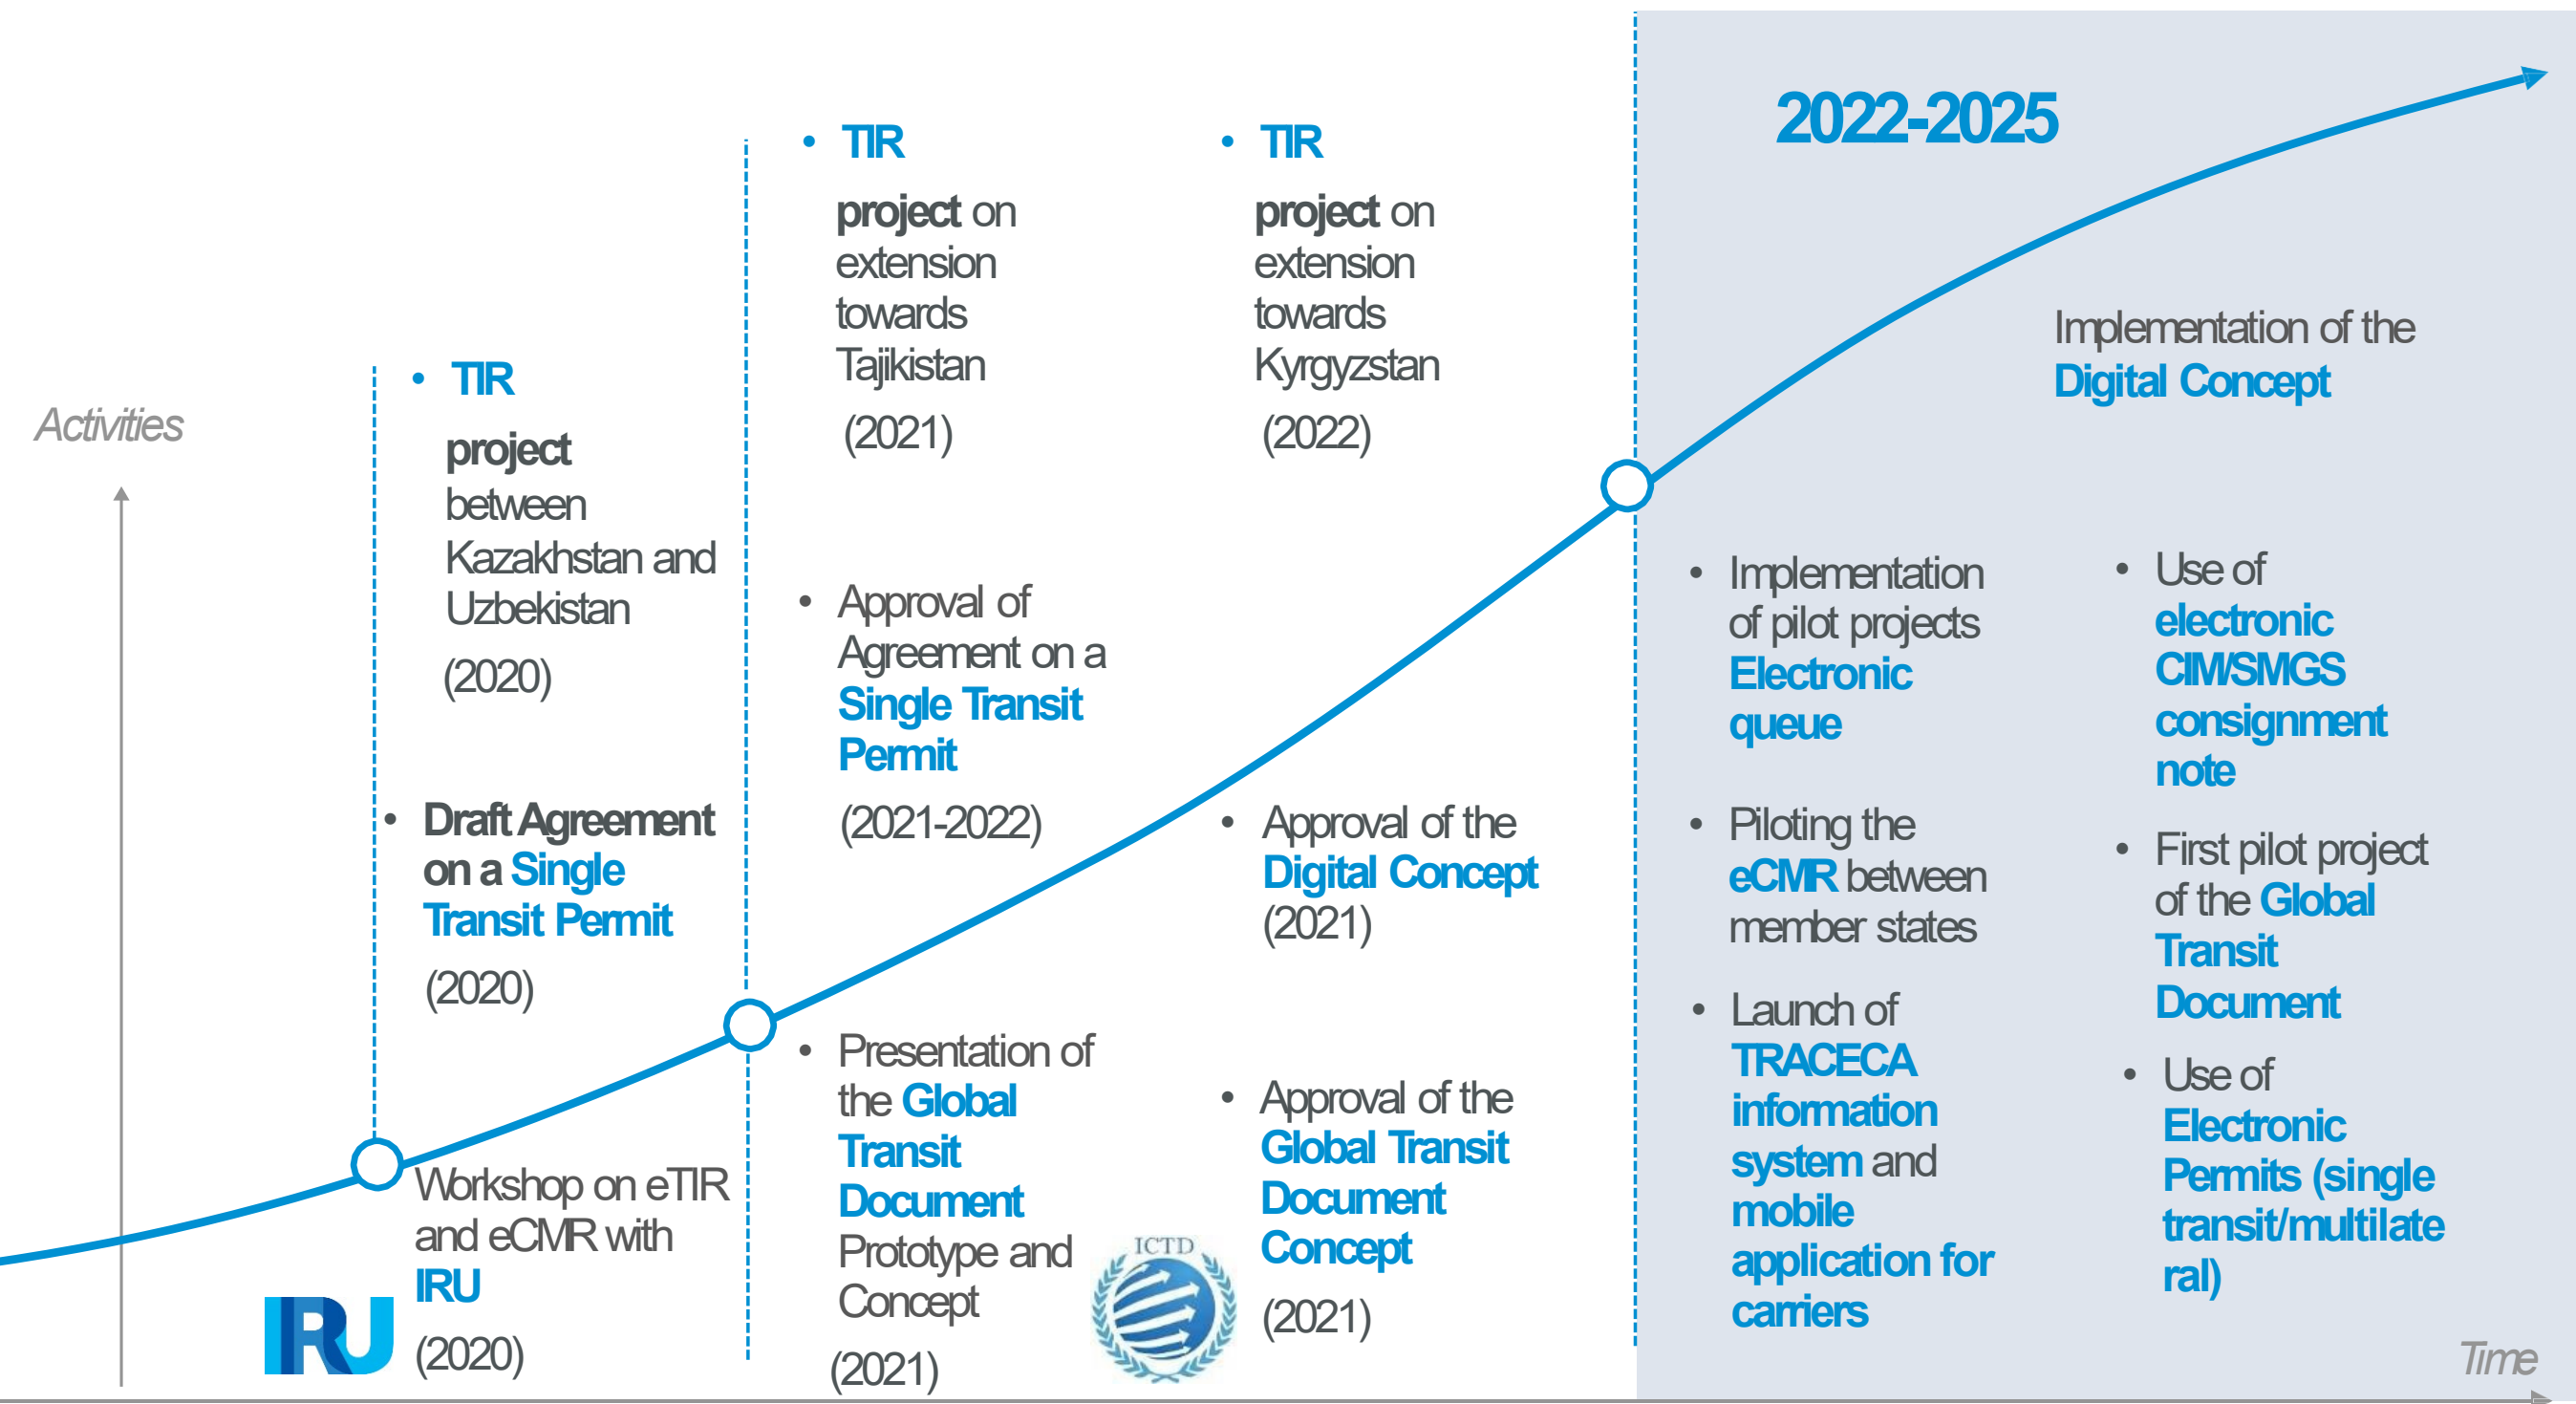 Activities
• TIR
project
between
Kazakhstan and
Uzbekistan
(2020)
• Draft Agreement
on a Single
Transit Permit
(2020)
Workshop on eTIR
and eCMR with
IRU
(2020)
IRU
• TIR
project on
extension
towards
Tajikistan
(2021)
• Approval of
Agreement on a
Single Transit
Permit
(2021-2022)
• Presentation of
the Global
Transit
Document
Prototype and
Concept
(2021)
ICTD
• TIR
project on
extension
towards
Kyrgyzstan
(2022)
• Approval of the
Digital Concept
(2021)
• Approval of the
Global Transit
Document
Concept
(2021)
2022-2025
Implementation of the
Digital Concept
• Implementation
of pilot projects
Electronic
queue
• Piloting the
eCMR between
member states
• Launch of
TRACECA
information
system and
mobile
application for
carriers
• Use of
electronic
CIM/SMGS
consignment
note
• First pilot project
of the Global
Transit
Document
• Use of
Electronic
Permits (single
transit/multilate
ral)
Time